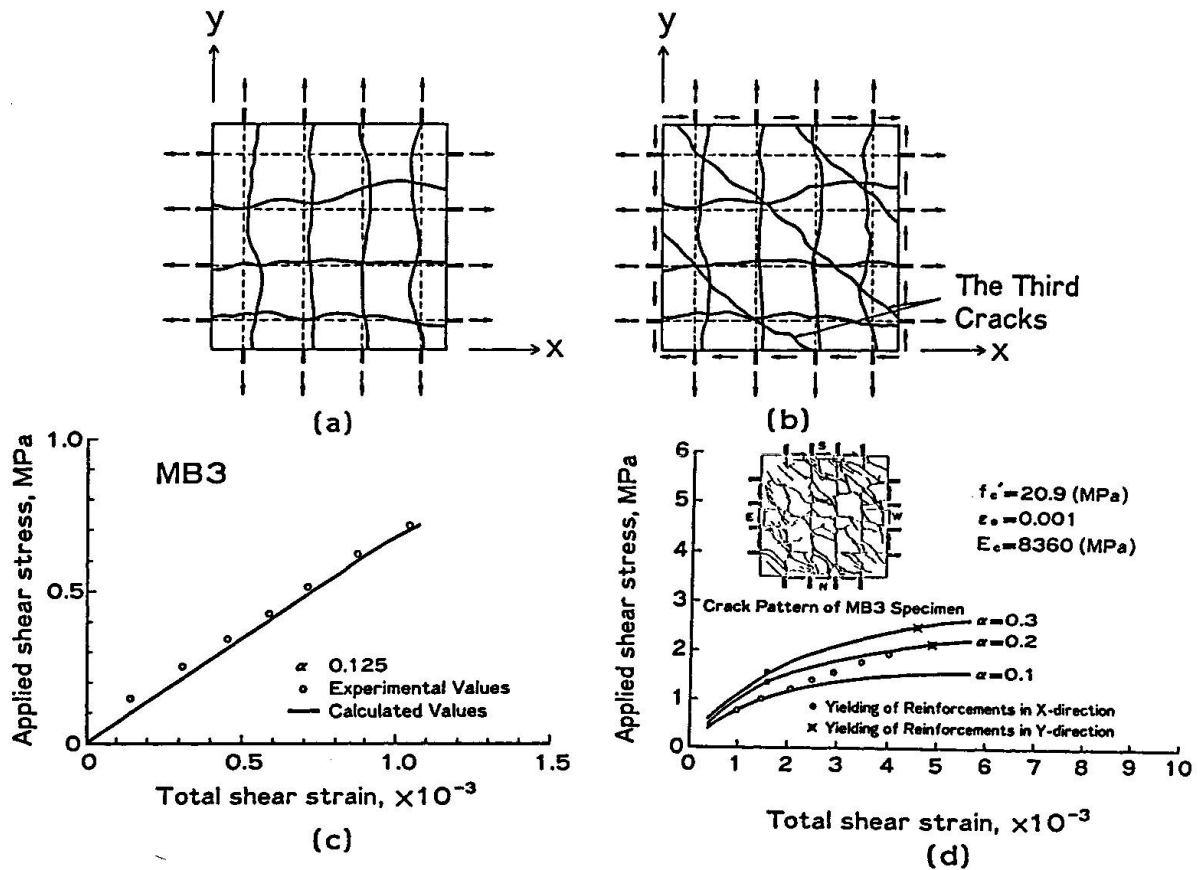 y
x
(a)
y
The Third
Cracks
x
(b)
Applied shear stress, MPa
1.0
0.5
0
MB3
α 0.125
Experimental Values
Calculated Values
0 0.5 1.0 1.5
Total shear strain, ×10⁻³
(c)
Applied shear stress, MPa
6
5
4
3
2
1
0
S
E
W
N
fc′=20.9 (MPa)
ε₀=0.001
Ec=8360 (MPa)
Crack Pattern of MB3 Specimen
α=0.3
α=0.2
α=0.1
Yielding of Reinforcements in X-direction
× Yielding of Reinforcements in Y-direction
0 1 2 3 4 5 6 7 8 9 10
Total shear strain, ×10⁻³
(d)